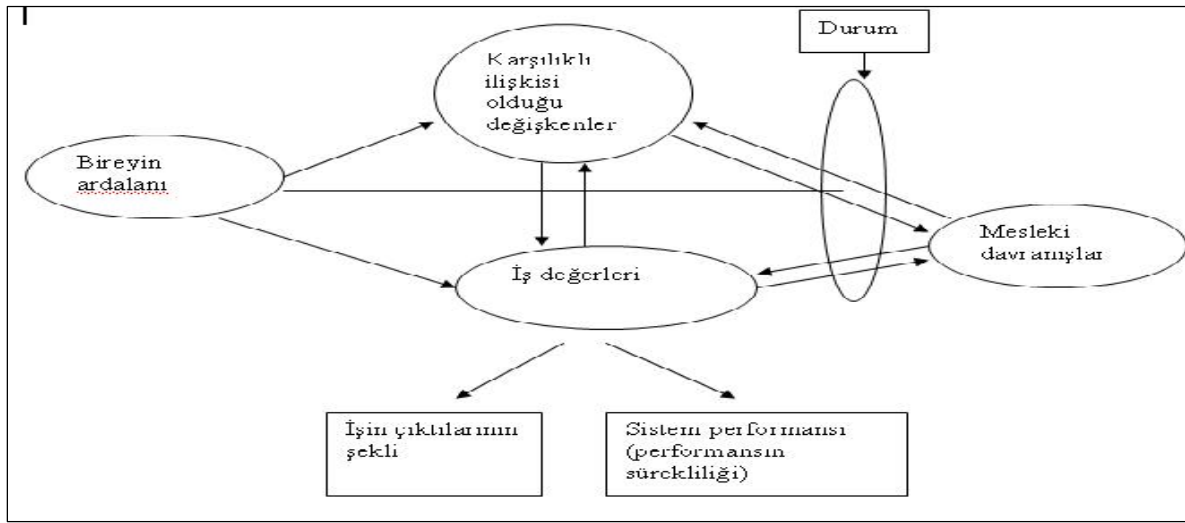 Durum
Karşılıklı
ilişkisi
olduğu
değişkenler
Bireyin
ardalanı
Mesleki
davranışlar
İş değerleri
İşin çıktılarının
şekli
Sistem performansı
(performansın
sürekliliği)